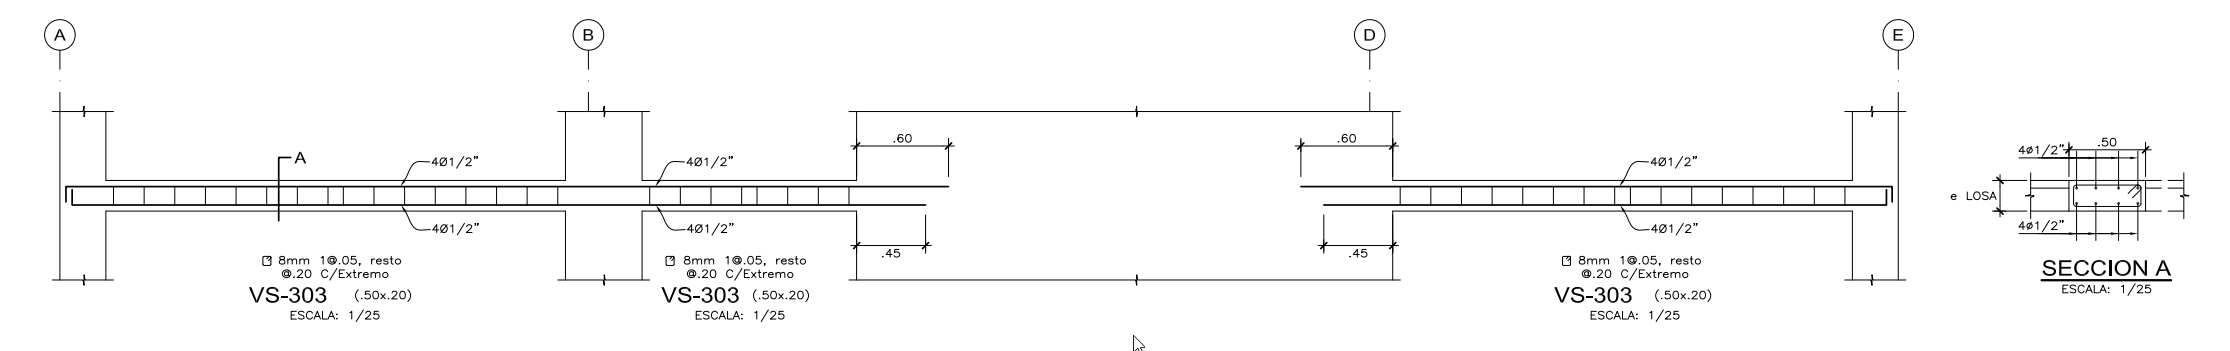 A
B
D
E
.60
.60
.50
A
4Ø1/2”
4Ø1/2”
4Ø1/2”
4ø1/2”
e LOSA
4Ø1/2”
4Ø1/2”
4Ø1/2”
4ø1/2”
.45
.45
8mm 1@.05, resto
@.20 C/Extremo
VS-303 (.50x.20)
ESCALA: 1/25
8mm 1@.05, resto
@.20 C/Extremo
VS-303 (.50x.20)
ESCALA: 1/25
8mm 1@.05, resto
@.20 C/Extremo
VS-303 (.50x.20)
ESCALA: 1/25
SECCION A
ESCALA: 1/25